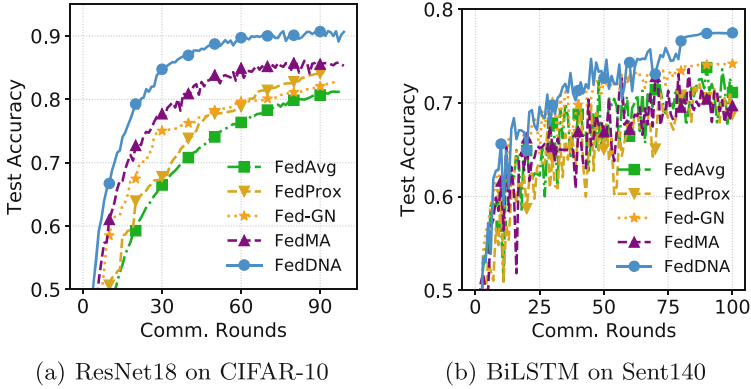 Test Accuracy
0.9
0.8
0.7
0.6
0.5
0
30
60
90
Comm. Rounds
FedAvg
FedProx
Fed-GN
FedMA
FedDNA
(a) ResNet18 on CIFAR-10
Test Accuracy
0.8
0.7
0.6
0.5
0
25
50
75
100
Comm. Rounds
FedAvg
FedProx
Fed-GN
FedMA
FedDNA
(b) BiLSTM on Sent140